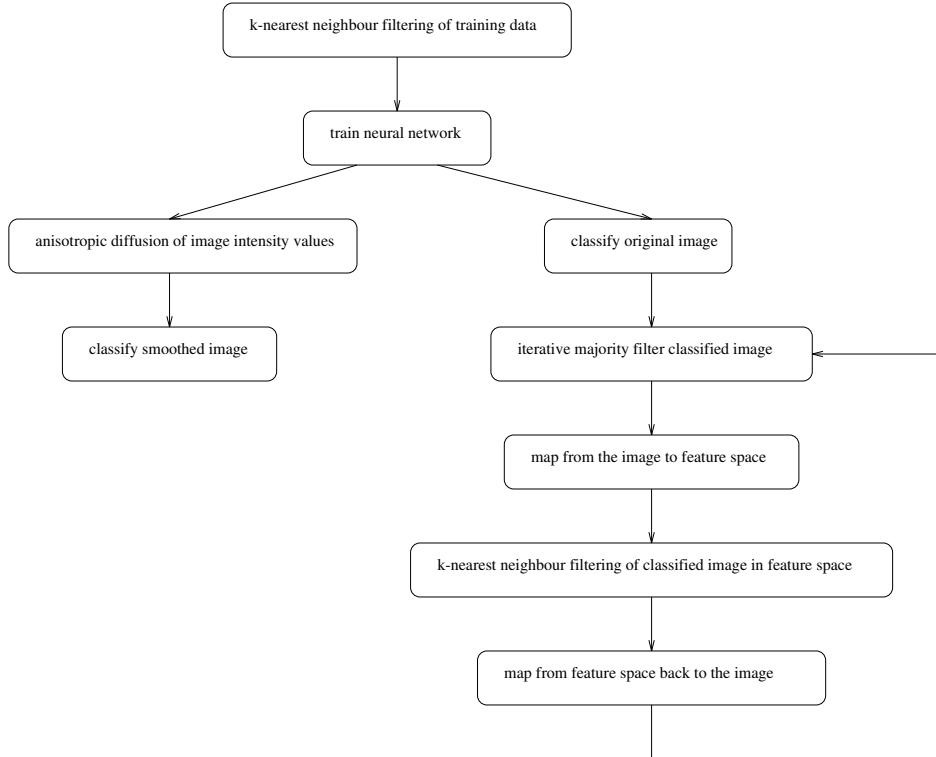 k-nearest neighbour filtering of training data
train neural network
anisotropic diffusion of image intensity values
classify original image
classify smoothed image
iterative majority filter classified image
map from the image to feature space
k-nearest neighbour filtering of classified image in feature space
map from feature space back to the image